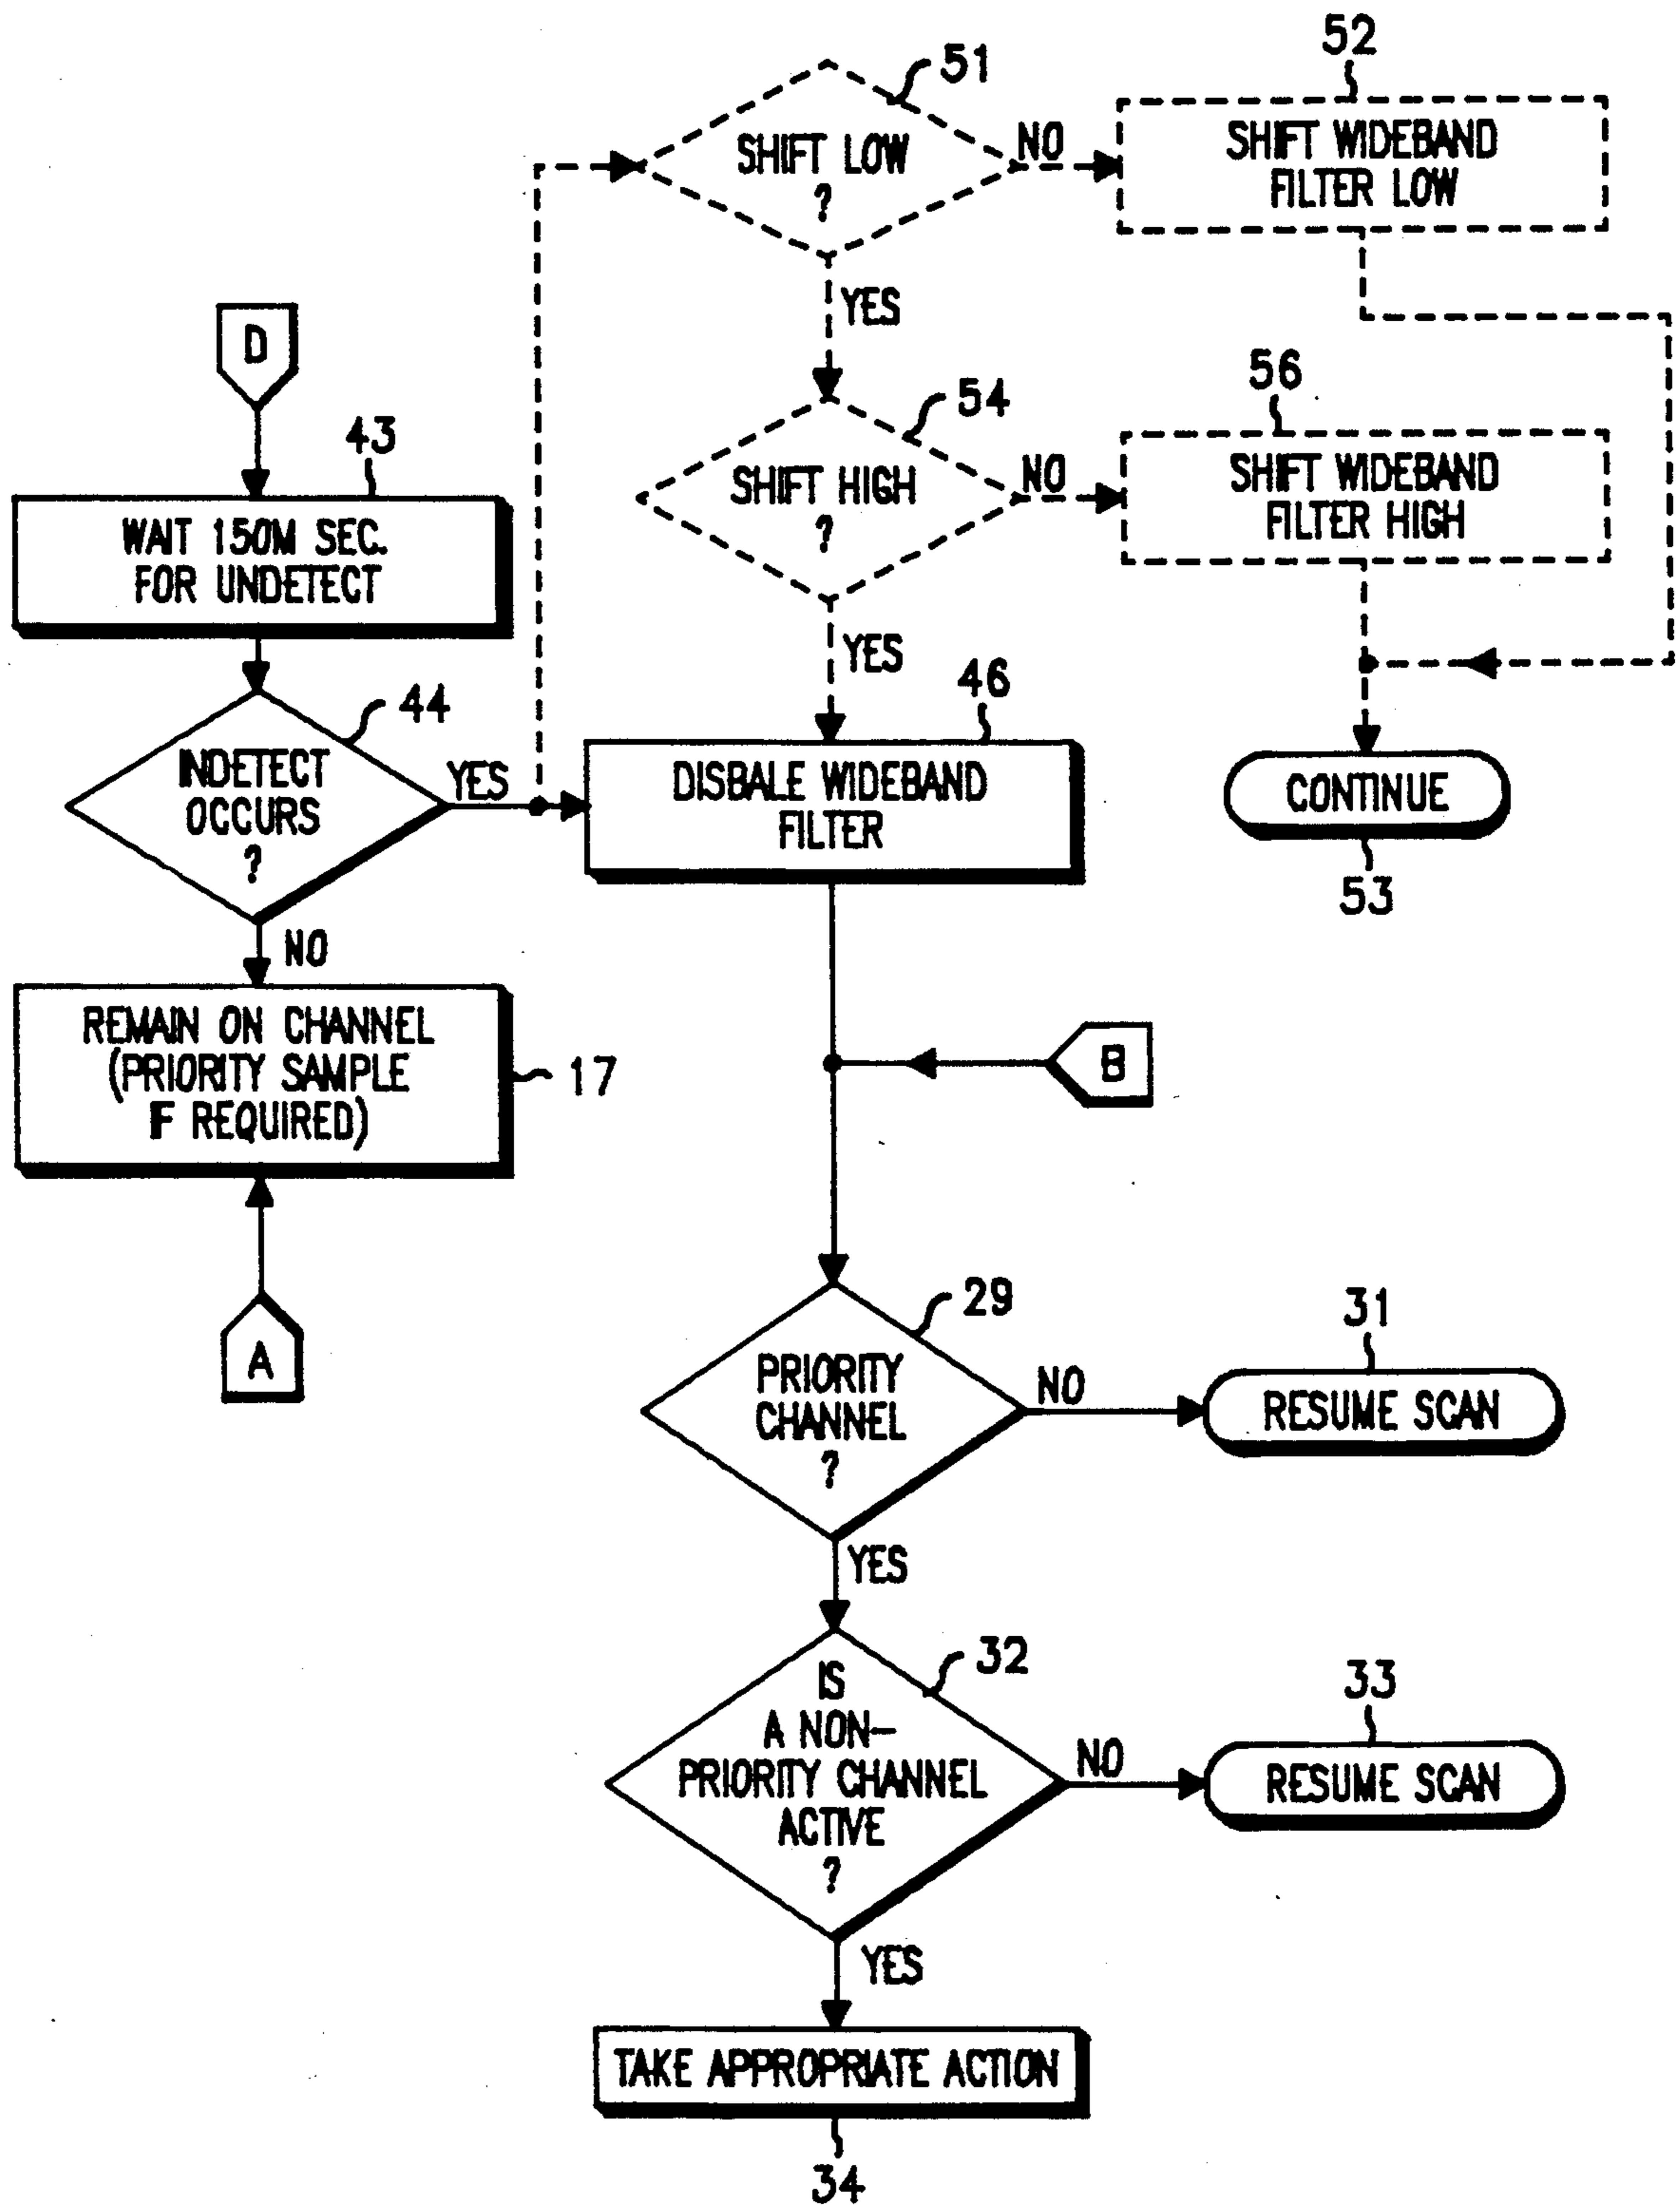 51
SHIFT LOW
?
NO
52
SHIFT WIDEBAND
FILTER LOW
YES
D
43
WAIT 150M SEC.
FOR UNDETECT
54
SHIFT HIGH
?
NO
56
SHIFT WIDEBAND
FILTER HIGH
YES
44
INDETECT
OCCURS
?
YES
46
DISBALE WIDEBAND
FILTER
CONTINUE
53
NO
REMAIN ON CHANNEL
(PRIORITY SAMPLE
IF REQUIRED)
17
B
A
29
PRIORITY
CHANNEL
?
NO
31
RESUME SCAN
YES
32
IS
A NON-
PRIORITY CHANNEL
ACTIVE
?
NO
33
RESUME SCAN
YES
TAKE APPROPRIATE ACTION
34